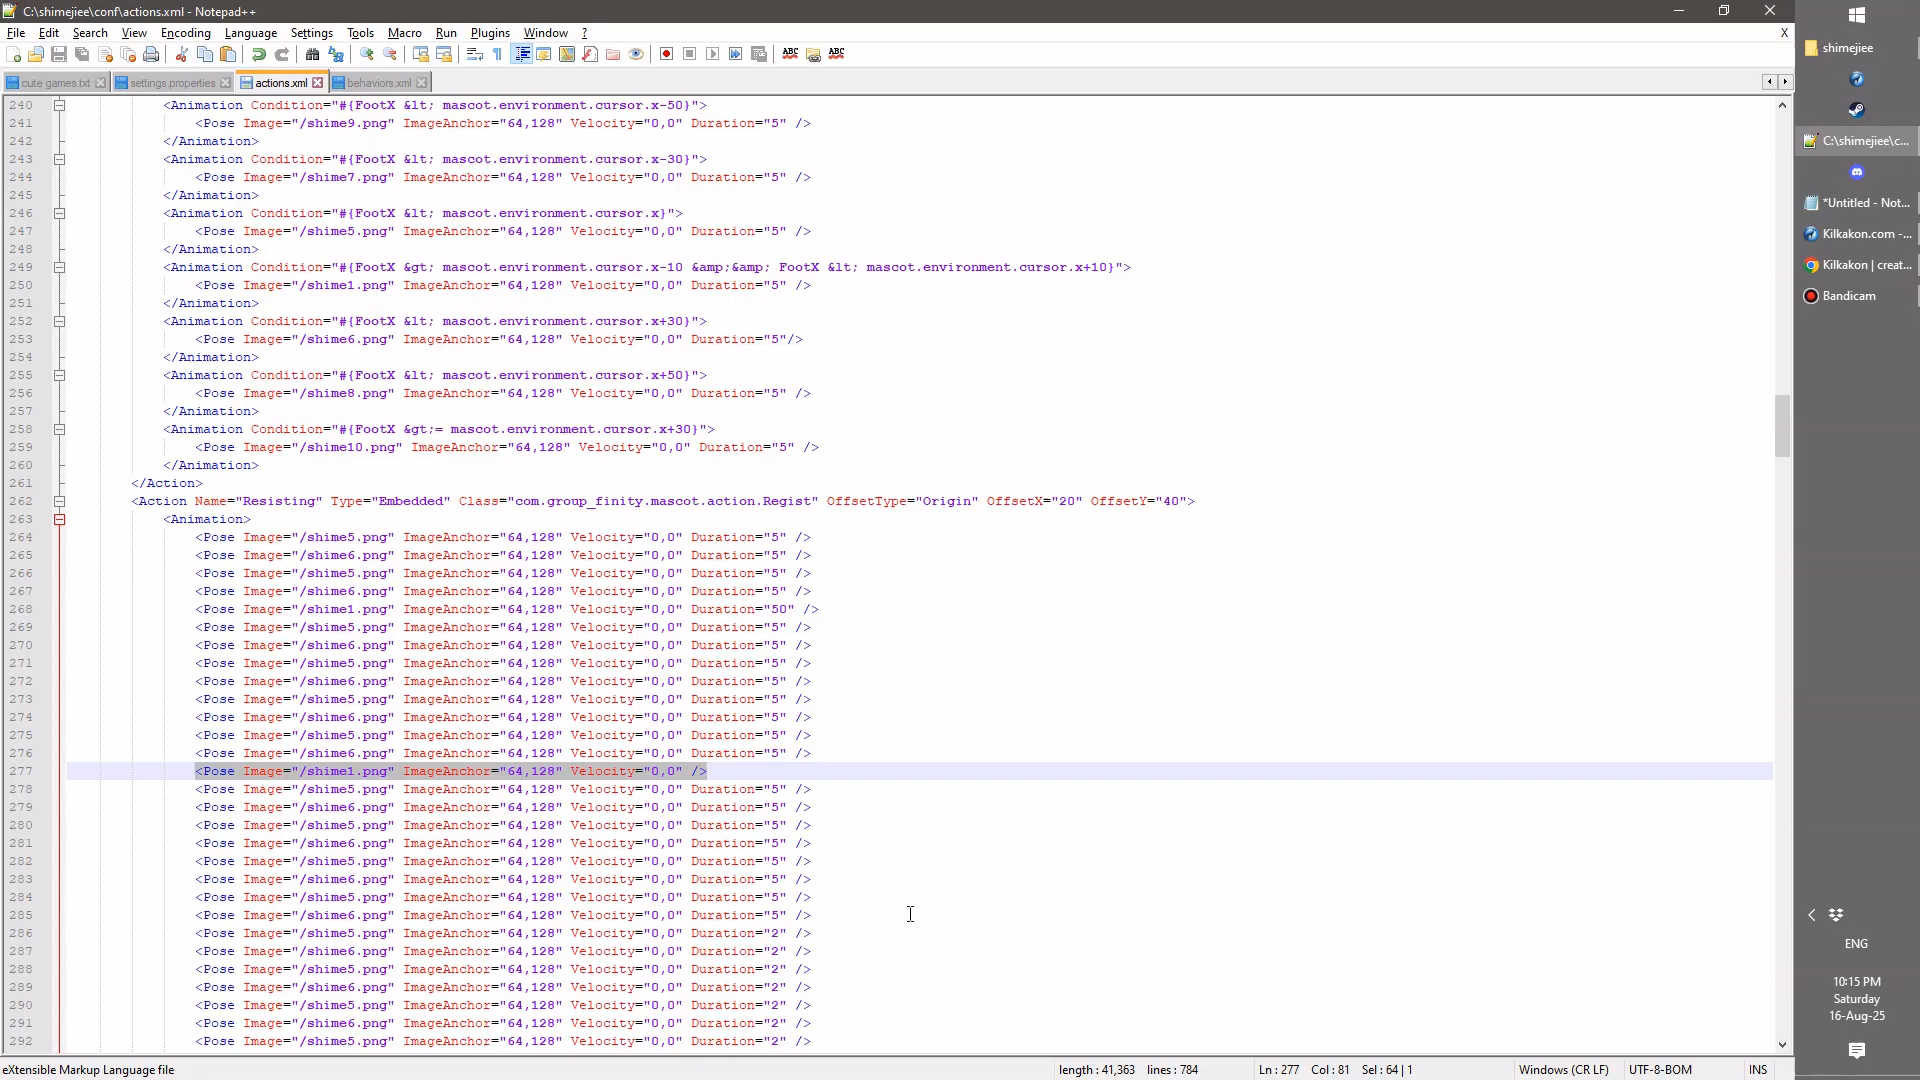 C:\shimejiee\conf\actions.xml - Notepad++
File Edit Search View Encoding Language Settings Tools Macro Run Plugins Window ? X
cute games.txt settings.properties actions.xml behaviors.xml
240 <Animation Condition="#{FootX &lt; mascot.environment.cursor.x-50}">
241 <Pose Image="/shime9.png" ImageAnchor="64,128" Velocity="0,0" Duration="5" />
242 </Animation>
243 <Animation Condition="#{FootX &lt; mascot.environment.cursor.x-30}">
244 <Pose Image="/shime7.png" ImageAnchor="64,128" Velocity="0,0" Duration="5" />
245 </Animation>
246 <Animation Condition="#{FootX &lt; mascot.environment.cursor.x}">
247 <Pose Image="/shime5.png" ImageAnchor="64,128" Velocity="0,0" Duration="5" />
248 </Animation>
249 <Animation Condition="#{FootX &gt; mascot.environment.cursor.x-10 &amp;&amp; FootX &lt; mascot.environment.cursor.x+10}">
250 <Pose Image="/shime1.png" ImageAnchor="64,128" Velocity="0,0" Duration="5" />
251 </Animation>
252 <Animation Condition="#{FootX &lt; mascot.environment.cursor.x+30}">
253 <Pose Image="/shime6.png" ImageAnchor="64,128" Velocity="0,0" Duration="5"/>
254 </Animation>
255 <Animation Condition="#{FootX &lt; mascot.environment.cursor.x+50}">
256 <Pose Image="/shime8.png" ImageAnchor="64,128" Velocity="0,0" Duration="5" />
257 </Animation>
258 <Animation Condition="#{FootX &gt;= mascot.environment.cursor.x+30}">
259 <Pose Image="/shime10.png" ImageAnchor="64,128" Velocity="0,0" Duration="5" />
260 </Animation>
261 </Action>
262 <Action Name="Resisting" Type="Embedded" Class="com.group_finity.mascot.action.Regist" OffsetType="Origin" OffsetX="20" OffsetY="40">
263 <Animation>
264 <Pose Image="/shime5.png" ImageAnchor="64,128" Velocity="0,0" Duration="5" />
265 <Pose Image="/shime6.png" ImageAnchor="64,128" Velocity="0,0" Duration="5" />
266 <Pose Image="/shime5.png" ImageAnchor="64,128" Velocity="0,0" Duration="5" />
267 <Pose Image="/shime6.png" ImageAnchor="64,128" Velocity="0,0" Duration="5" />
268 <Pose Image="/shime1.png" ImageAnchor="64,128" Velocity="0,0" Duration="50" />
269 <Pose Image="/shime5.png" ImageAnchor="64,128" Velocity="0,0" Duration="5" />
270 <Pose Image="/shime6.png" ImageAnchor="64,128" Velocity="0,0" Duration="5" />
271 <Pose Image="/shime5.png" ImageAnchor="64,128" Velocity="0,0" Duration="5" />
272 <Pose Image="/shime6.png" ImageAnchor="64,128" Velocity="0,0" Duration="5" />
273 <Pose Image="/shime5.png" ImageAnchor="64,128" Velocity="0,0" Duration="5" />
274 <Pose Image="/shime6.png" ImageAnchor="64,128" Velocity="0,0" Duration="5" />
275 <Pose Image="/shime5.png" ImageAnchor="64,128" Velocity="0,0" Duration="5" />
276 <Pose Image="/shime6.png" ImageAnchor="64,128" Velocity="0,0" Duration="5" />
277 <Pose Image="/shime1.png" ImageAnchor="64,128" Velocity="0,0" />
278 <Pose Image="/shime5.png" ImageAnchor="64,128" Velocity="0,0" Duration="5" />
279 <Pose Image="/shime6.png" ImageAnchor="64,128" Velocity="0,0" Duration="5" />
280 <Pose Image="/shime5.png" ImageAnchor="64,128" Velocity="0,0" Duration="5" />
281 <Pose Image="/shime6.png" ImageAnchor="64,128" Velocity="0,0" Duration="5" />
282 <Pose Image="/shime5.png" ImageAnchor="64,128" Velocity="0,0" Duration="5" />
283 <Pose Image="/shime6.png" ImageAnchor="64,128" Velocity="0,0" Duration="5" />
284 <Pose Image="/shime5.png" ImageAnchor="64,128" Velocity="0,0" Duration="5" />
285 <Pose Image="/shime6.png" ImageAnchor="64,128" Velocity="0,0" Duration="5" />
286 <Pose Image="/shime5.png" ImageAnchor="64,128" Velocity="0,0" Duration="2" />
287 <Pose Image="/shime6.png" ImageAnchor="64,128" Velocity="0,0" Duration="2" />
288 <Pose Image="/shime5.png" ImageAnchor="64,128" Velocity="0,0" Duration="2" />
289 <Pose Image="/shime6.png" ImageAnchor="64,128" Velocity="0,0" Duration="2" />
290 <Pose Image="/shime5.png" ImageAnchor="64,128" Velocity="0,0" Duration="2" />
291 <Pose Image="/shime6.png" ImageAnchor="64,128" Velocity="0,0" Duration="2" />
292 <Pose Image="/shime5.png" ImageAnchor="64,128" Velocity="0,0" Duration="2" />
eXtensible Markup Language file length : 41,363 lines : 784 Ln : 277 Col : 81 Sel : 64 | 1 Windows (CR LF) UTF-8-BOM INS
shimejiee
C:\shimejiee\c...
*Untitled - Not...
Kilkakon.com -...
Kilkakon | creat...
Bandicam
ENG
10:15 PM
Saturday
16-Aug-25